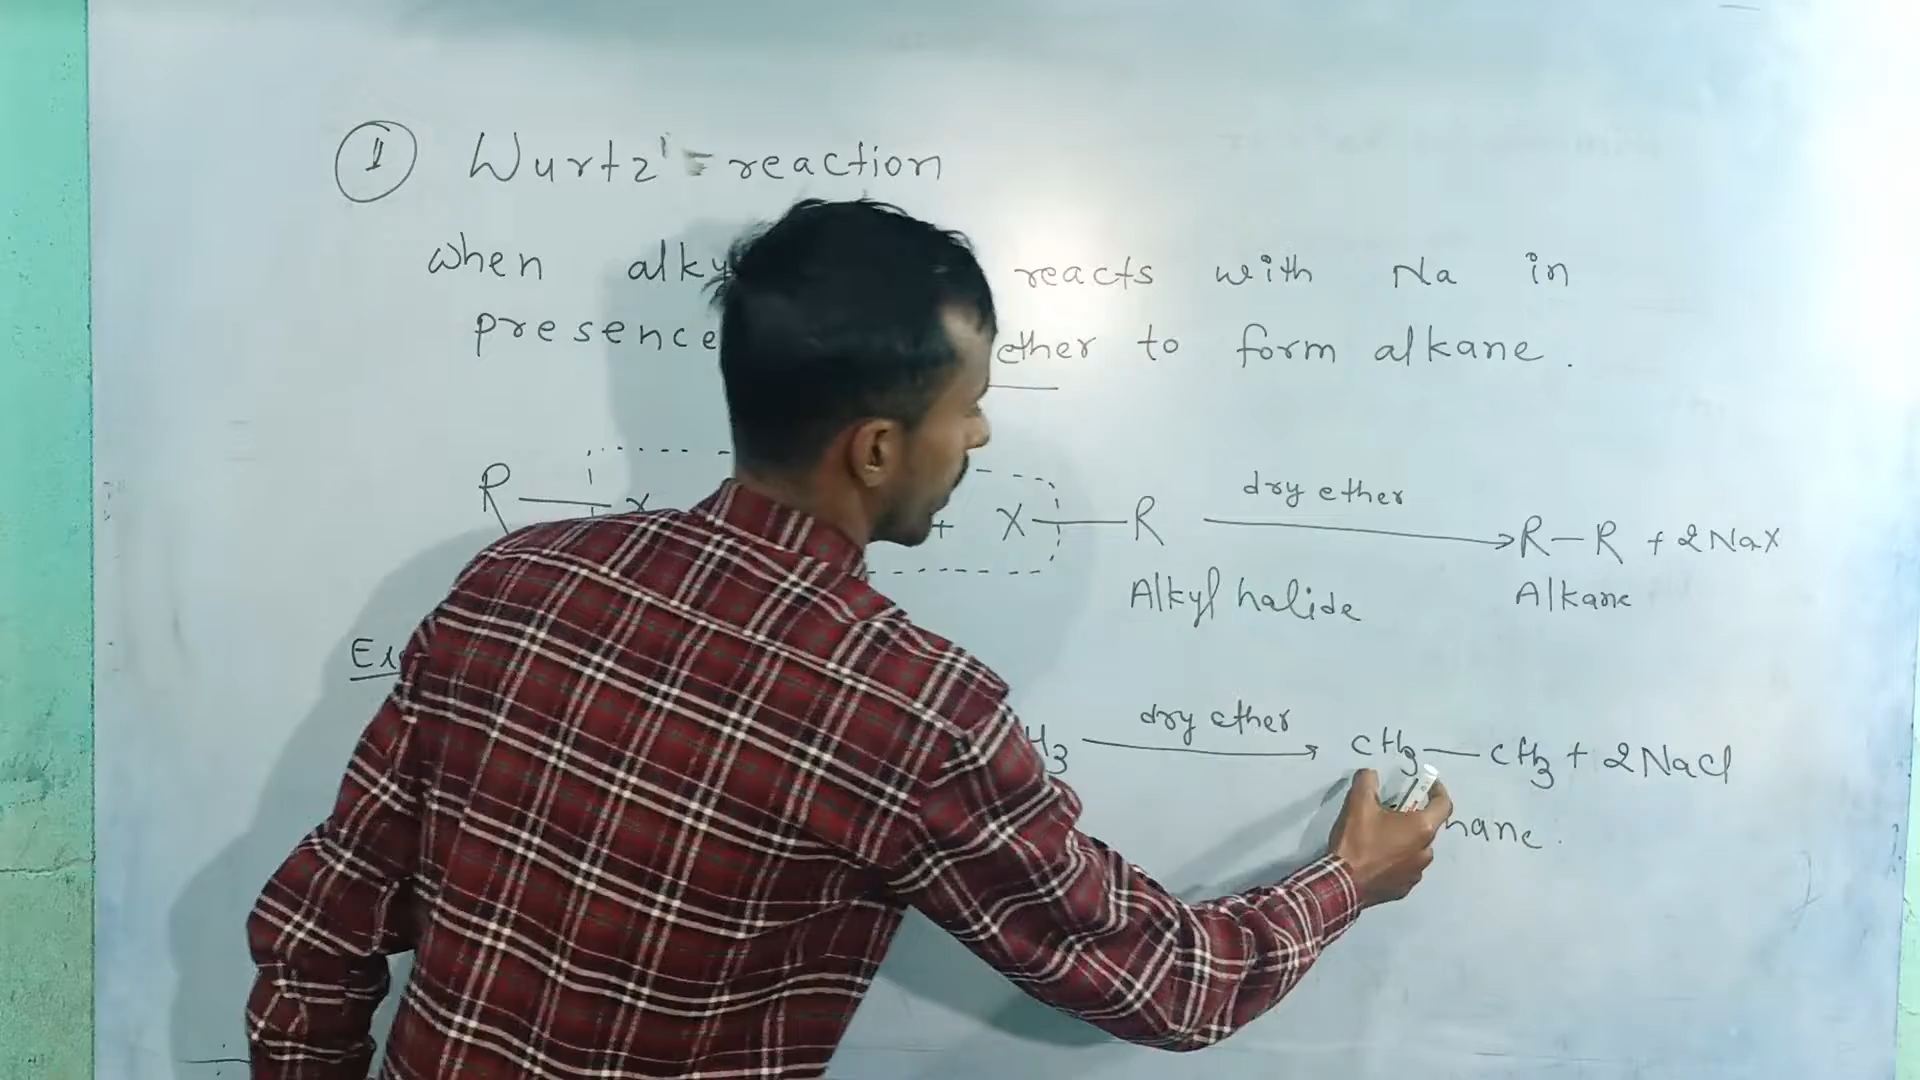 II Wurtz' = reaction
when alky reacts with Na in
presence ether to form alkane.
R — X + X — R dry ether → R — R + 2NaX
Alkyl halide Alkane
Ex
H3 dry ether → CH3 — CH3 + 2NaCl
hane.